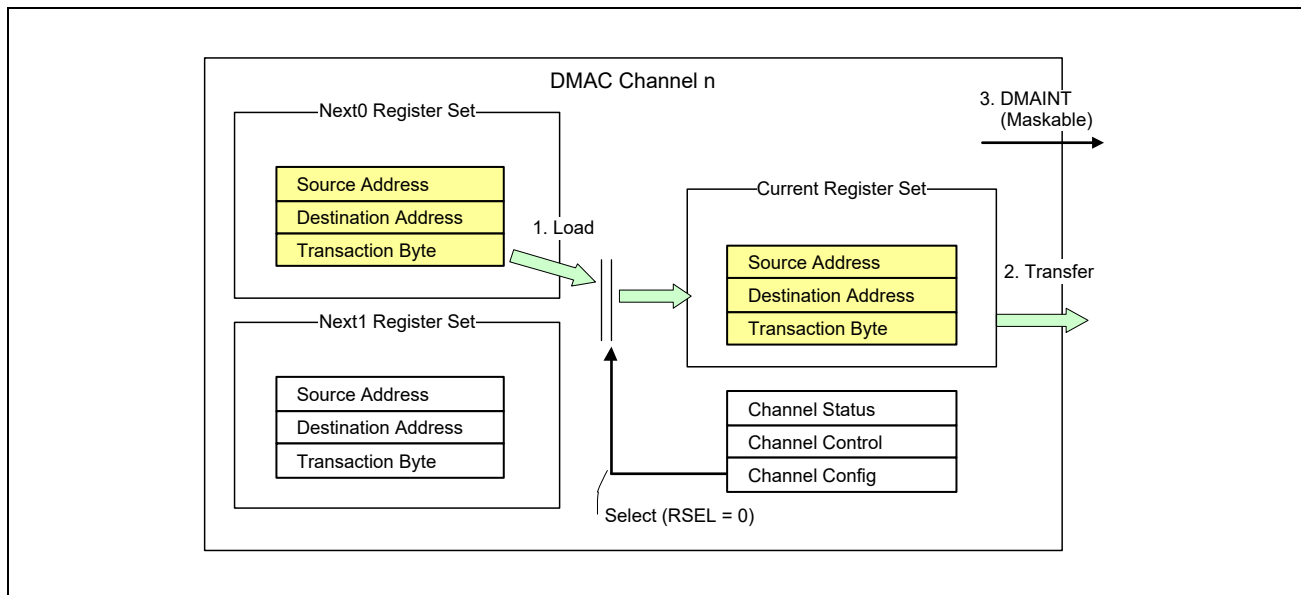 DMAC Channel n
Next0 Register Set
Source Address
Destination Address
Transaction Byte
1. Load
Next1 Register Set
Source Address
Destination Address
Transaction Byte
Current Register Set
Source Address
Destination Address
Transaction Byte
2. Transfer
3. DMAINT
(Maskable)
Channel Status
Channel Control
Channel Config
Select (RSEL = 0)